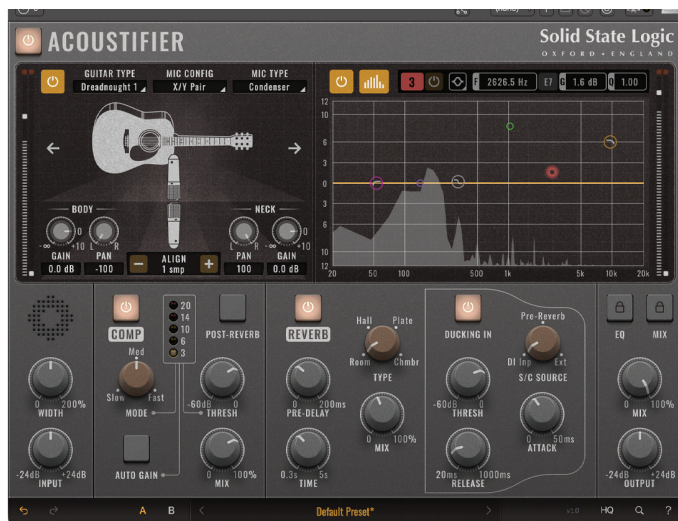 ACOUSTIFIER
Solid State Logic
OXFORD • ENGLAND
GUITAR TYPE MIC CONFIG MIC TYPE
Dreadnought 1 X/Y Pair Condenser
3 F 2626.5 Hz E7 G 1.6 dB Q 1.00
12
10
6
3
0
3
6
10
12
20 50 100 500 1k 5k 10k 20k
BODY NECK
-∞ 0 +10 L R L R -∞ 0 +10
GAIN PAN ALIGN PAN GAIN
0.0 dB -100 − 1 smp + 100 0.0 dB
COMP
20
14
10
6
3
POST-REVERB
REVERB
Hall Plate
Room Chmbr
TYPE
DUCKING IN
Pre-Reverb
DI Inp Ext
S/C SOURCE
EQ MIX
0 200%
WIDTH
Med
Slow Fast
MODE
-60dB 0
THRESH
0 200ms
PRE-DELAY
0 100%
MIX
-60dB 0
THRESH
0 50ms
ATTACK
0 100%
MIX
-24dB +24dB
INPUT
AUTO GAIN
0 100%
MIX
0.3s 5s
TIME
20ms 1000ms
RELEASE
-24dB +24dB
OUTPUT
A B < Default Preset* > v1.0 HQ ?